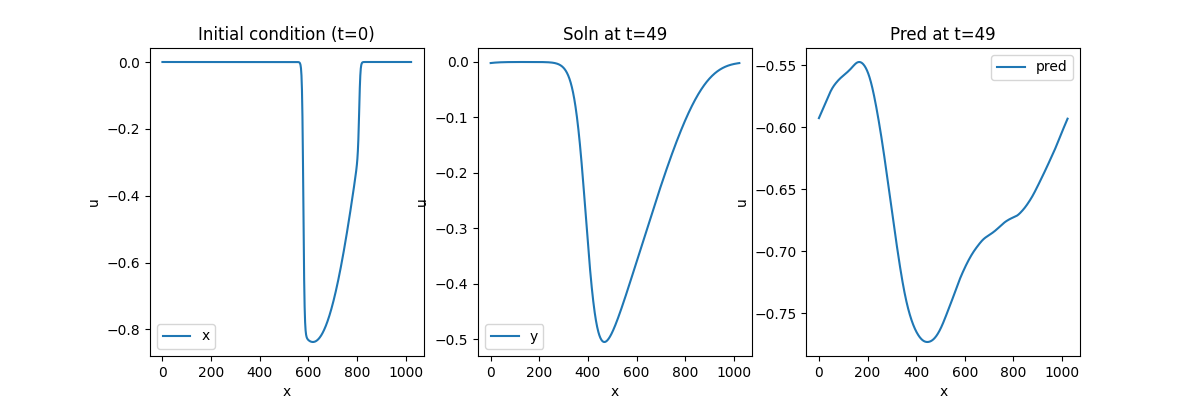 Initial condition (t=0)
0.0
−0.2
−0.4
−0.6
−0.8
u
x
0 200 400 600 800 1000
x
Soln at t=49
0.0
−0.1
−0.2
−0.3
−0.4
−0.5
u
y
0 200 400 600 800 1000
x
Pred at t=49
−0.55
−0.60
−0.65
−0.70
−0.75
u
pred
0 200 400 600 800 1000
x